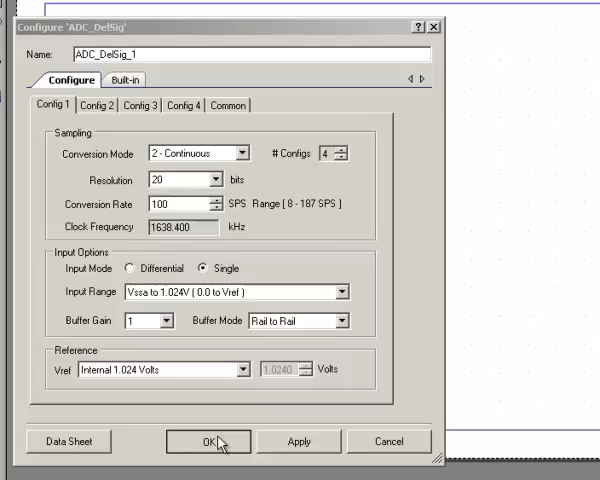 Configure 'ADC_DelSig'
Name: ADC_DelSig_1
Configure Built-in
Config 1 Config 2 Config 3 Config 4 Common
Sampling
Conversion Mode 2 - Continuous # Configs 4
Resolution 20 bits
Conversion Rate 100 SPS Range [ 8 - 187 SPS ]
Clock Frequency 1638.400 kHz
Input Options
Input Mode Differential Single
Input Range Vssa to 1.024V ( 0.0 to Vref )
Buffer Gain 1 Buffer Mode Rail to Rail
Reference
Vref Internal 1.024 Volts 1.0240 Volts
Data Sheet OK Apply Cancel